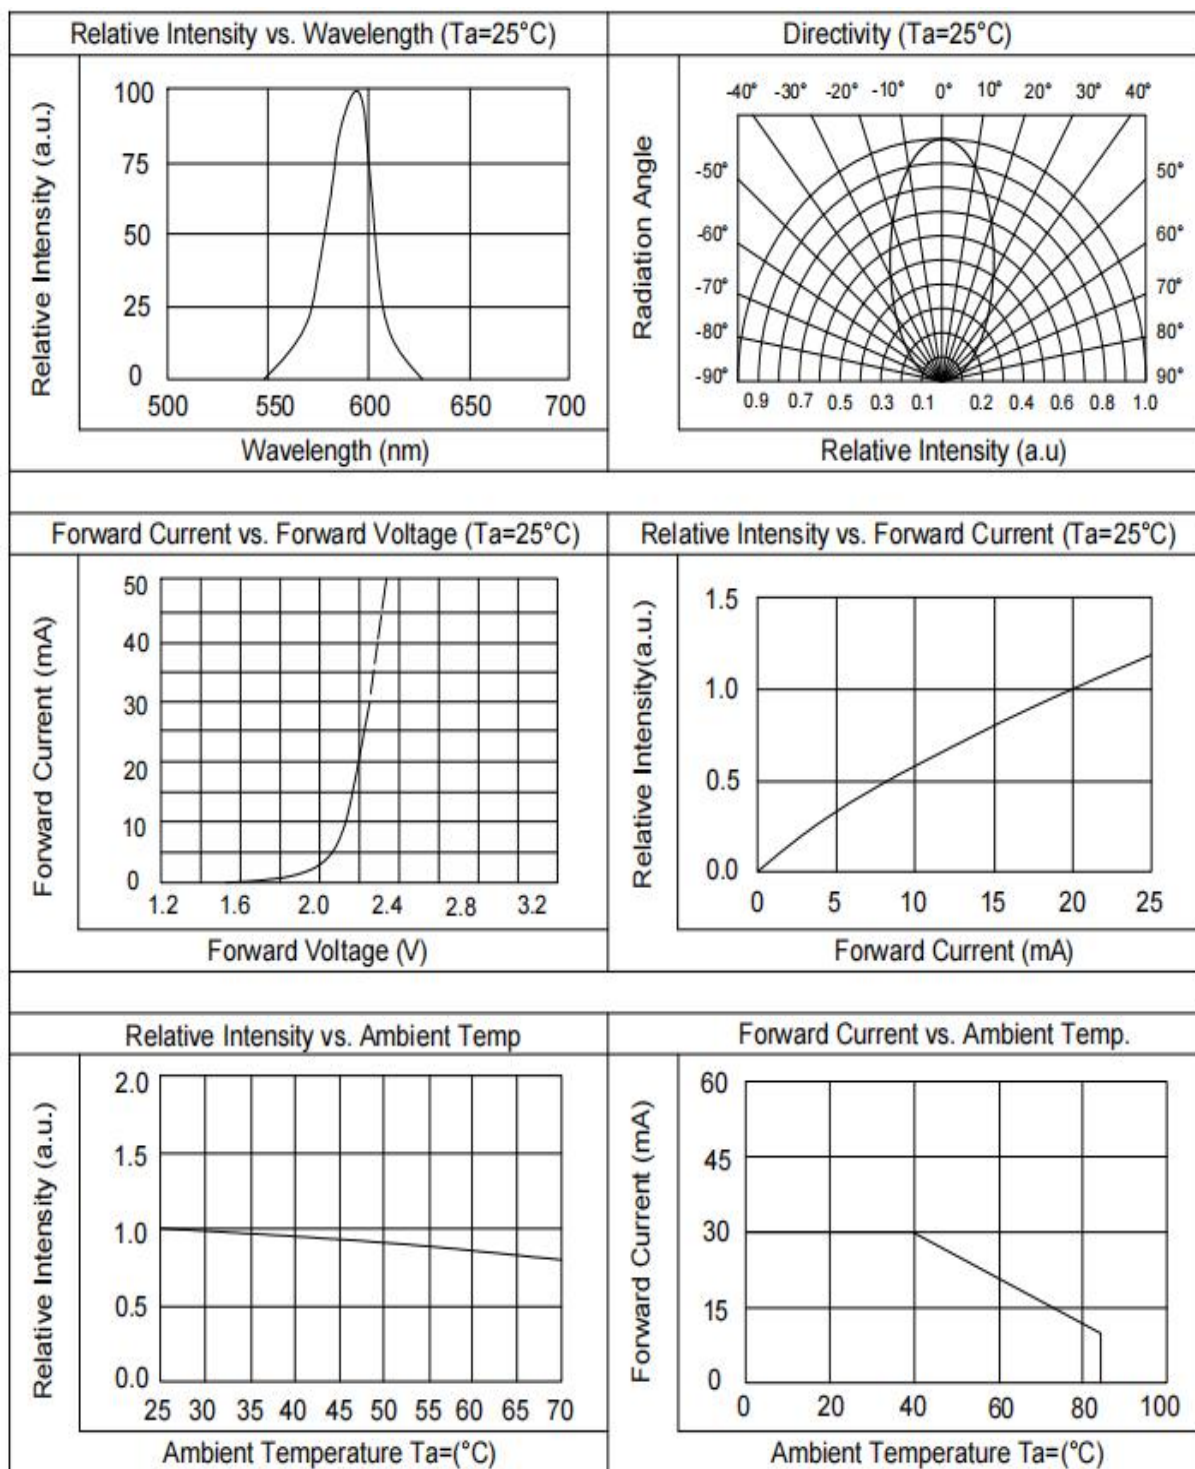 Relative Intensity vs. Wavelength (Ta=25°C)
Relative Intensity (a.u.)
100
75
50
25
0
500 550 600 650 700
Wavelength (nm)
Directivity (Ta=25°C)
Radiation Angle
-40° -30° -20° -10° 0° 10° 20° 30° 40°
-50° 50°
-60° 60°
-70° 70°
-80° 80°
-90° 90°
0.9 0.7 0.5 0.3 0.1 0.2 0.4 0.6 0.8 1.0
Relative Intensity (a.u)
Forward Current vs. Forward Voltage (Ta=25°C)
Forward Current (mA)
50
40
30
20
10
0
1.2 1.6 2.0 2.4 2.8 3.2
Forward Voltage (V)
Relative Intensity vs. Forward Current (Ta=25°C)
Relative Intensity(a.u.)
1.5
1.0
0.5
0.0
0 5 10 15 20 25
Forward Current (mA)
Relative Intensity vs. Ambient Temp
Relative Intensity (a.u.)
2.0
1.5
1.0
0.5
0.0
25 30 35 40 45 50 55 60 65 70
Ambient Temperature Ta=(°C)
Forward Current vs. Ambient Temp.
Forward Current (mA)
60
45
30
15
0
0 20 40 60 80 100
Ambient Temperature Ta=(°C)